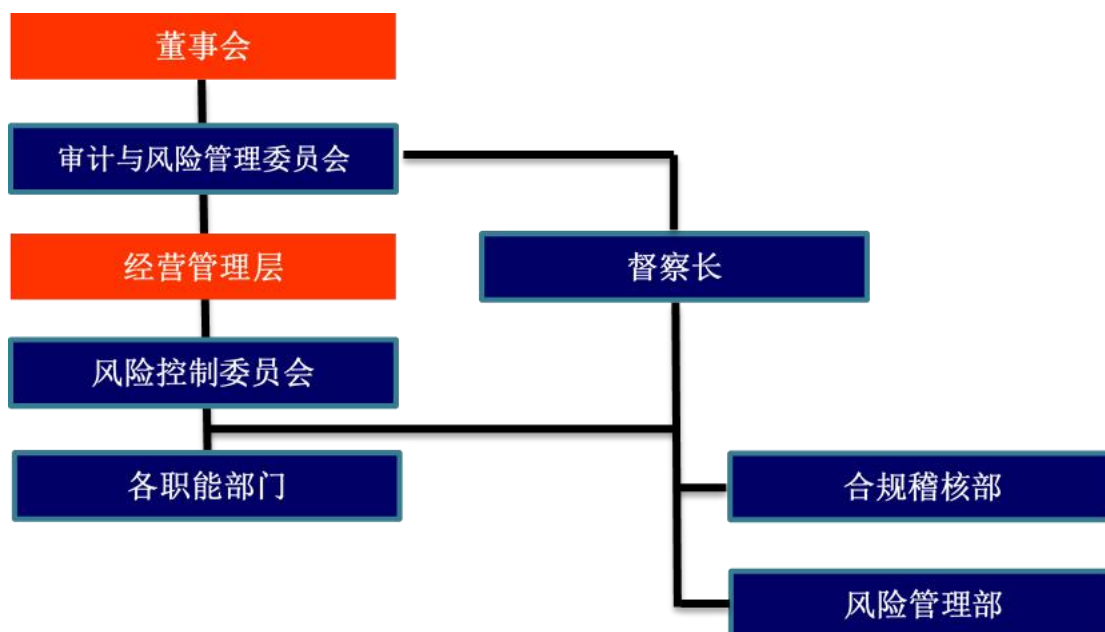 董事会
审计与风险管理委员会
经营管理层
督察长
风险控制委员会
各职能部门
合规稽核部
风险管理部